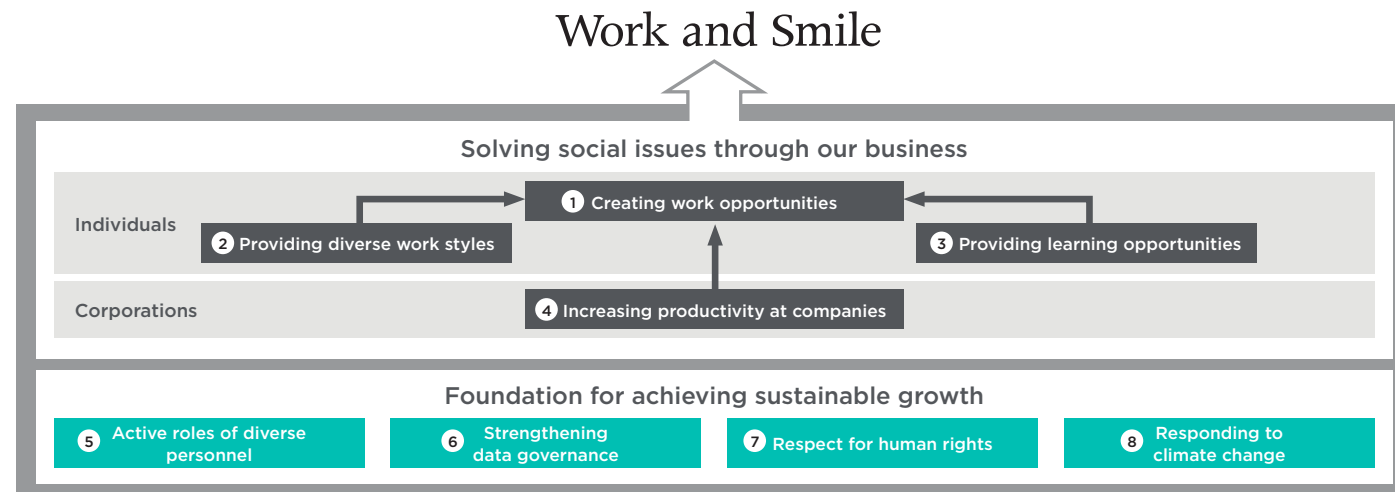 Work and Smile
Solving social issues through our business
Individuals
1 Creating work opportunities
2 Providing diverse work styles
3 Providing learning opportunities
Corporations
4 Increasing productivity at companies
Foundation for achieving sustainable growth
5 Active roles of diverse
personnel
6 Strengthening
data governance
7 Respect for human rights
8 Responding to
climate change